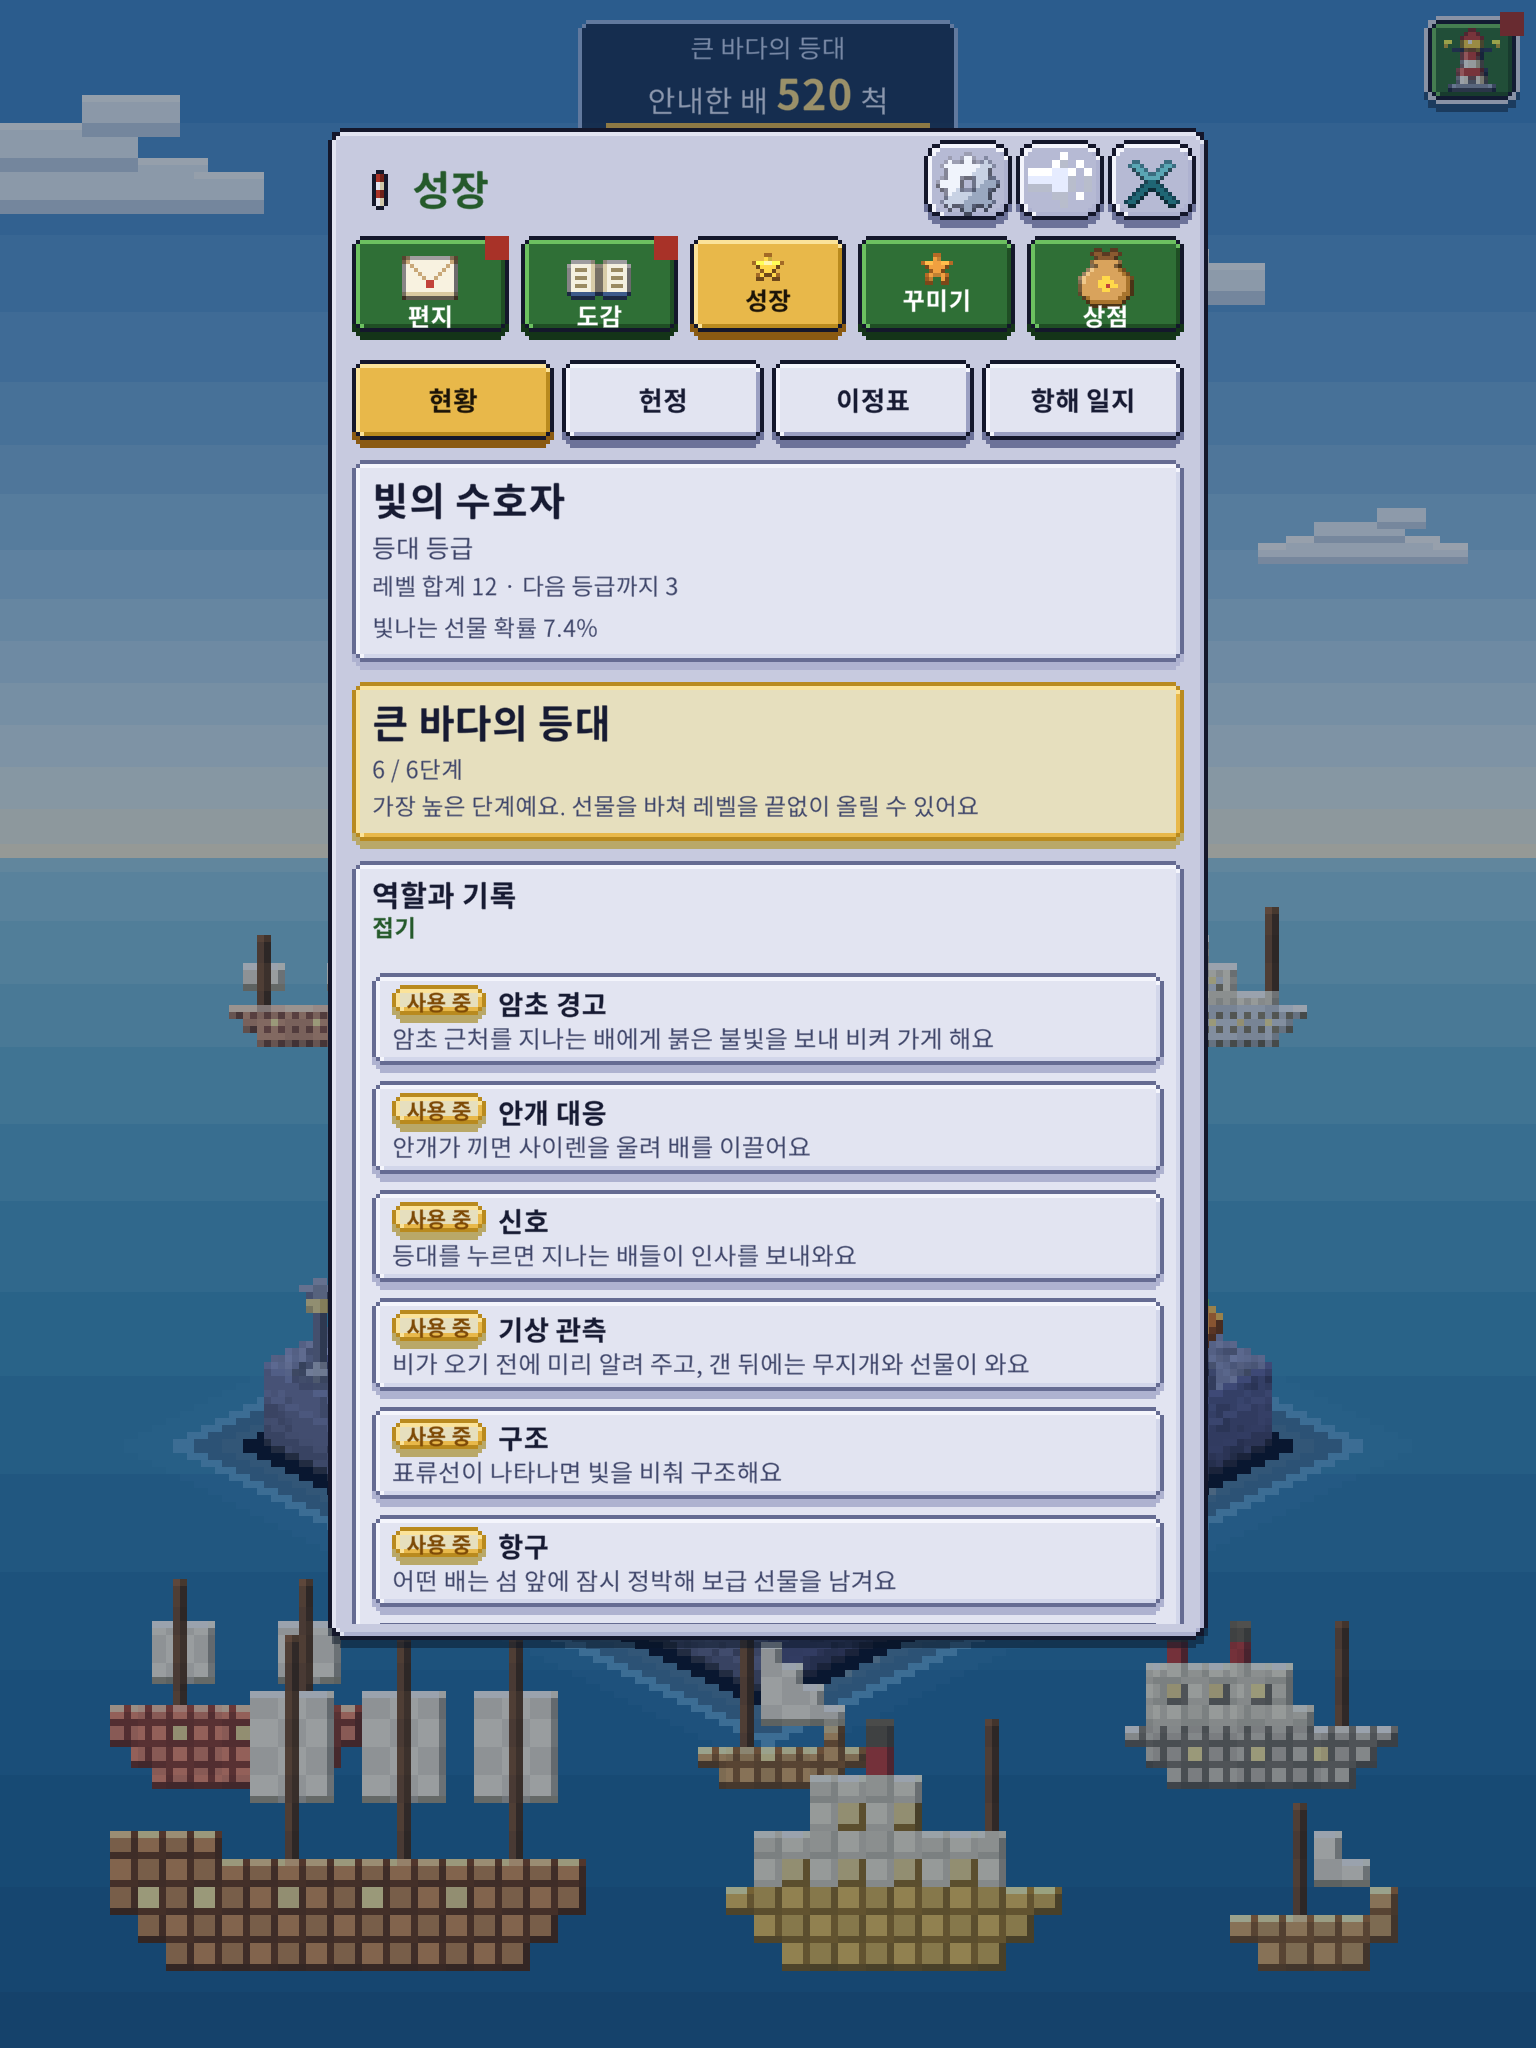 큰 바다의 등대
안내한 배 520 척
성장
편지
도감
성장
꾸미기
상점
현황
헌정
이정표
항해 일지
빛의 수호자
등대 등급
레벨 합계 12 · 다음 등급까지 3
빛나는 선물 확률 7.4%
큰 바다의 등대
6 / 6단계
가장 높은 단계예요. 선물을 바쳐 레벨을 끝없이 올릴 수 있어요
역할과 기록
접기
사용 중 암초 경고
암초 근처를 지나는 배에게 붉은 불빛을 보내 비켜 가게 해요
사용 중 안개 대응
안개가 끼면 사이렌을 울려 배를 이끌어요
사용 중 신호
등대를 누르면 지나는 배들이 인사를 보내와요
사용 중 기상 관측
비가 오기 전에 미리 알려 주고, 갠 뒤에는 무지개와 선물이 와요
사용 중 구조
표류선이 나타나면 빛을 비춰 구조해요
사용 중 항구
어떤 배는 섬 앞에 잠시 정박해 보급 선물을 남겨요